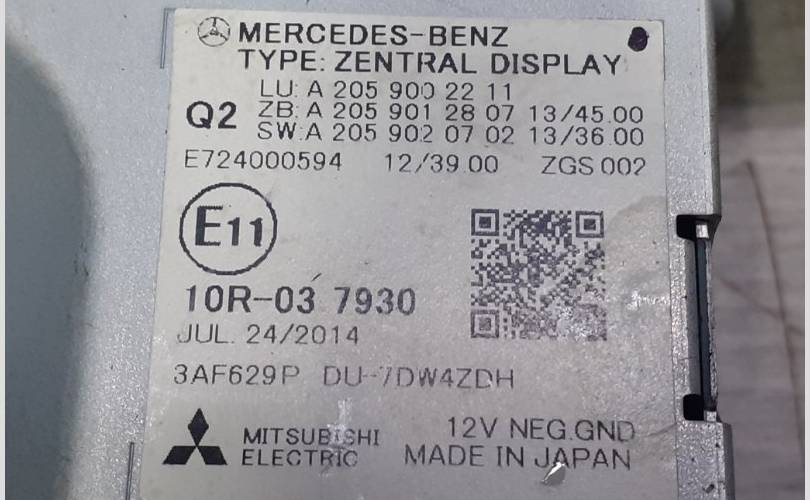 MERCEDES-BENZ
TYPE: ZENTRAL DISPLAY
LU: A 205 900 22 11
Q2 ZB: A 205 901 28 07 13/45.00
SW:A 205 902 07 02 13/36.00
E724000594 12/39.00 ZGS 002
E11
10R-03 7930
JUL. 24/2014
3AF629P DU-7DW4ZDH
MITSUBISHI ELECTRIC
12V NEG.GND
MADE IN JAPAN